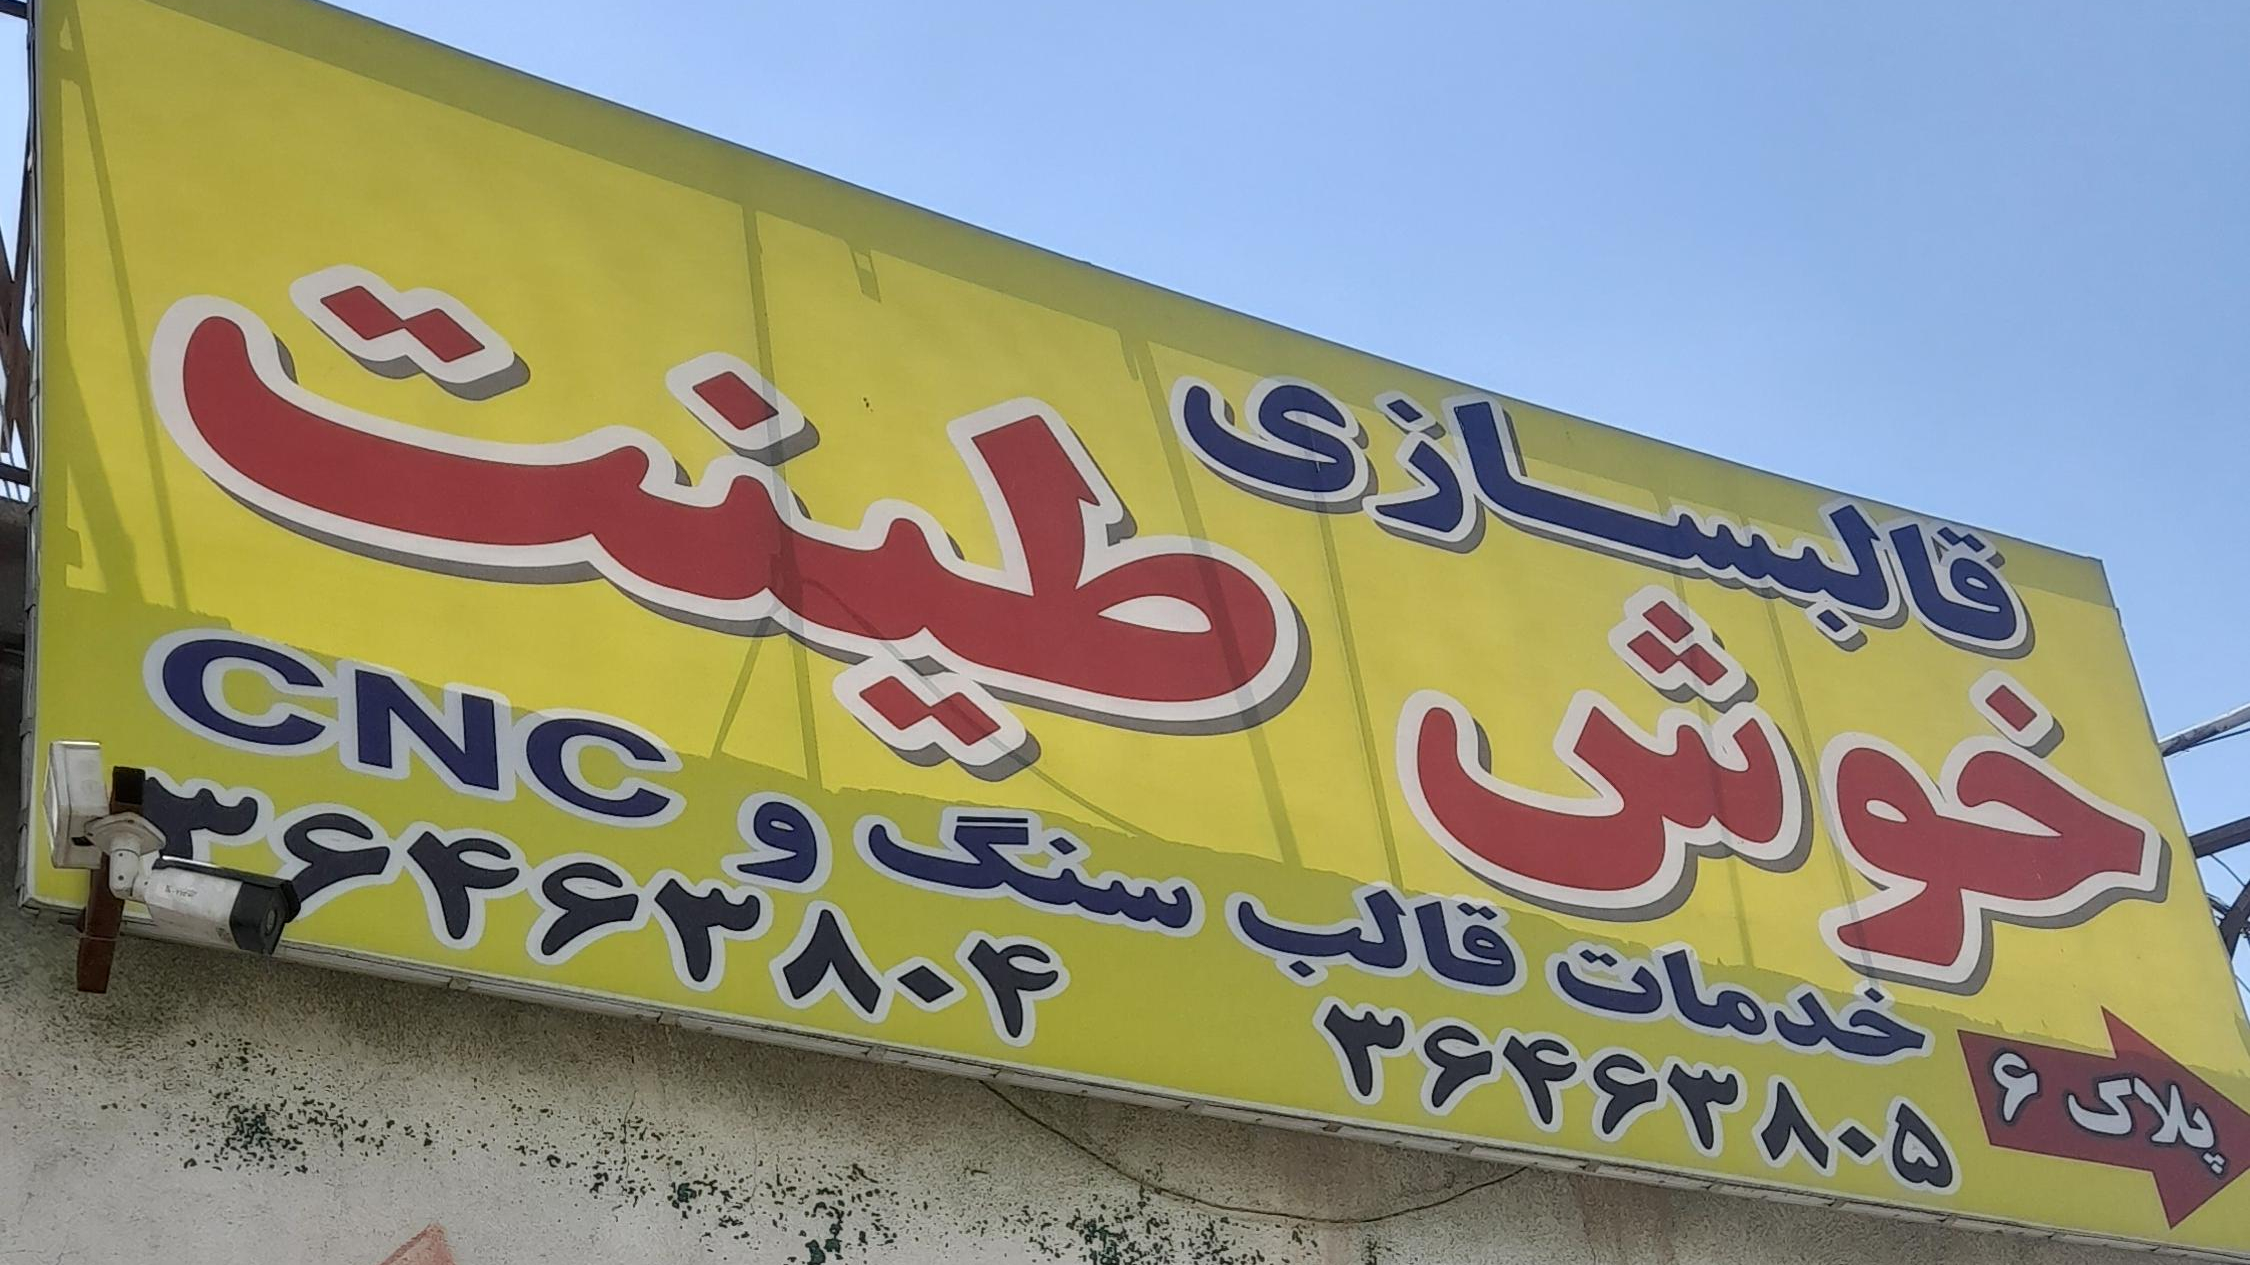 قالبسازی
خوش طینت
خدمات قالب سنگ و CNC
۳۶۴۶۳۸۰۵
۳۶۴۶۳۸۰۴
پلاک ۶